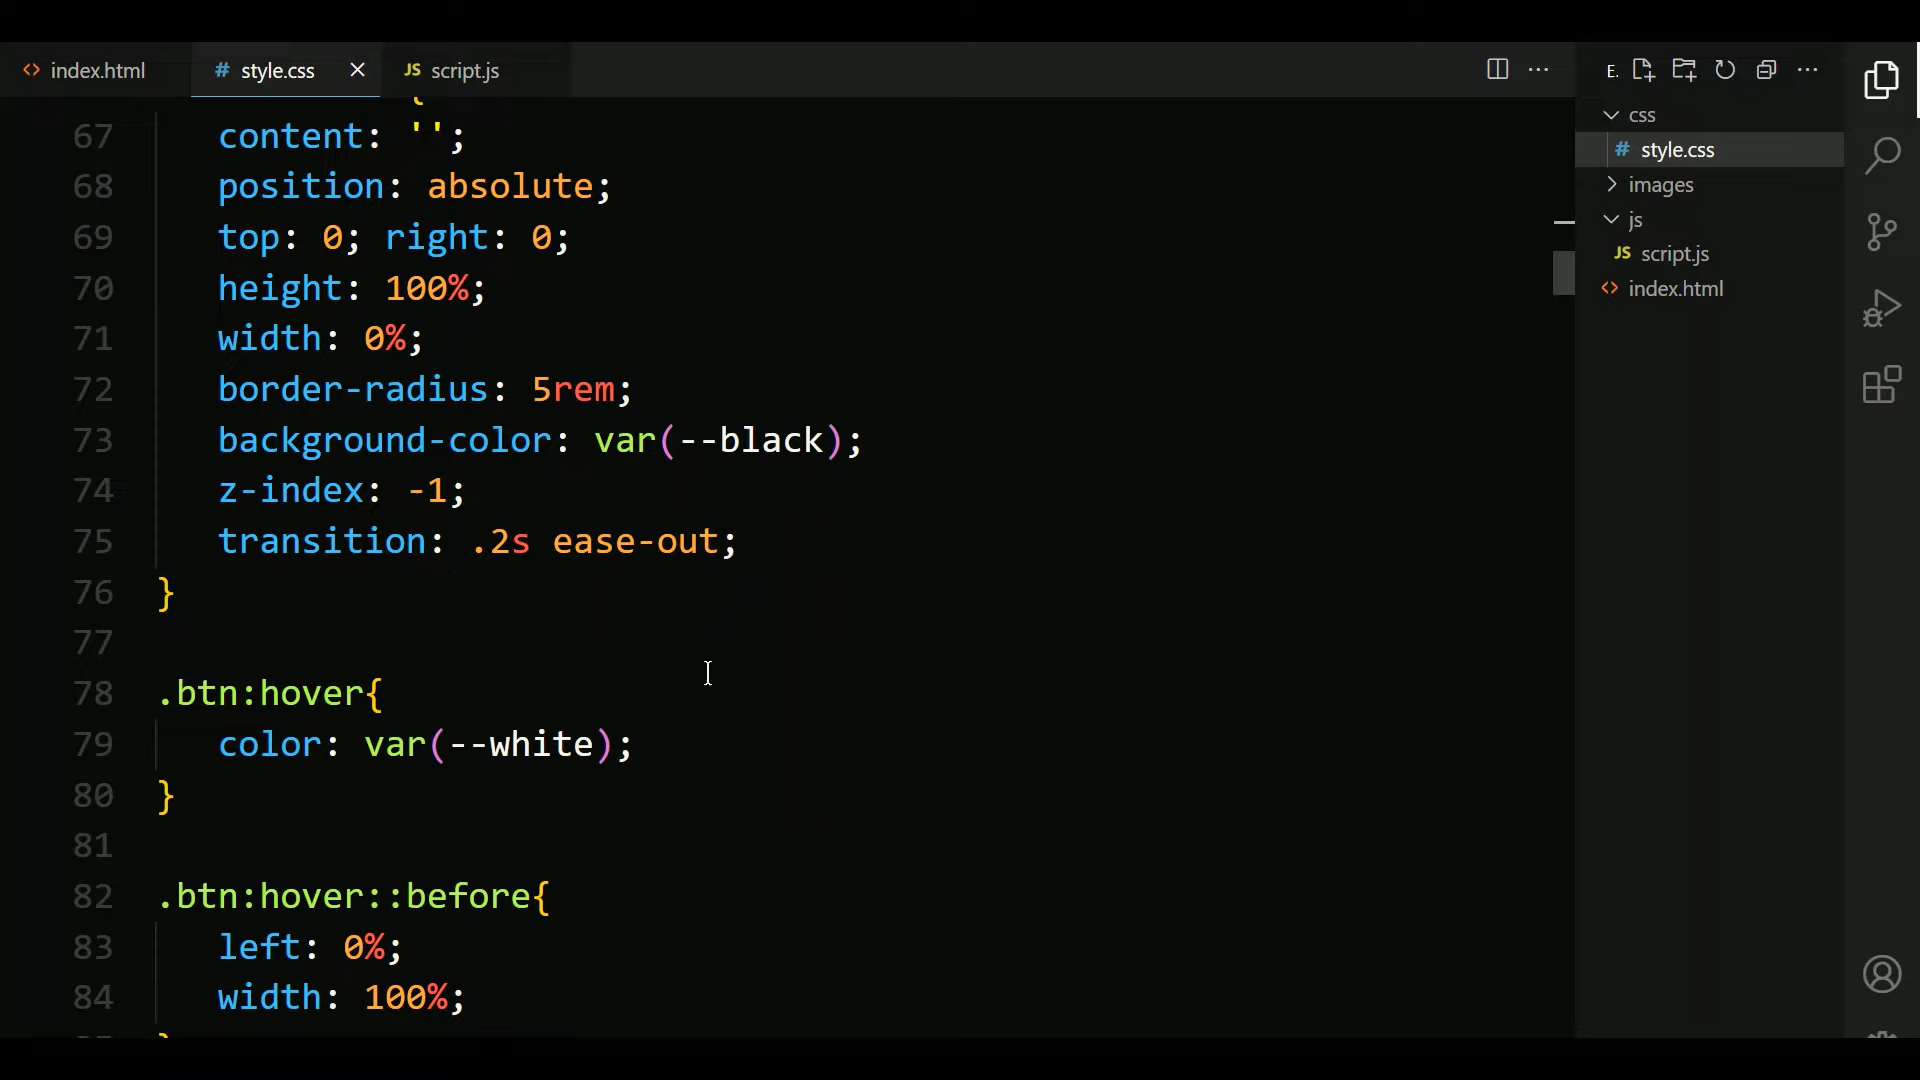 index.html
style.css
JS script.js
E.
{
67 content: '';
68 position: absolute;
69 top: 0; right: 0;
70 height: 100%;
71 width: 0%;
72 border-radius: 5rem;
73 background-color: var(--black);
74 z-index: -1;
75 transition: .2s ease-out;
76 }
77
78 .btn:hover{
79 color: var(--white);
80 }
81
82 .btn:hover::before{
83 left: 0%;
84 width: 100%;
css
# style.css
images
js
JS script.js
index.html